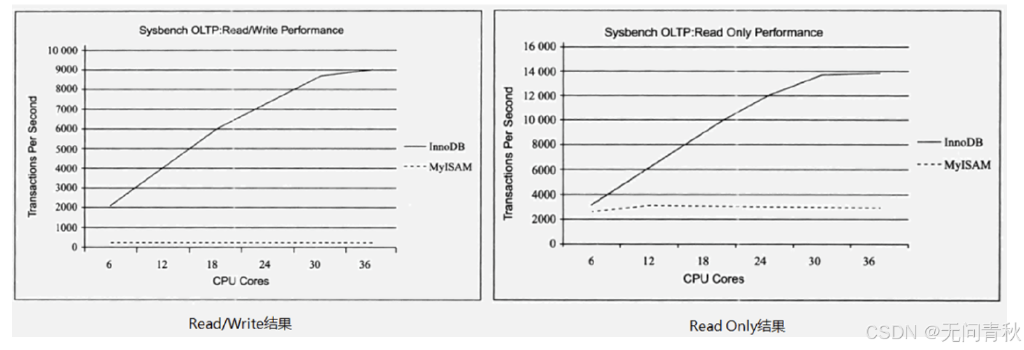 Sysbench OLTP:Read/Write Performance
10 000
9000
8000
7000
6000
5000
4000
3000
2000
1000
0
Transactions Per Second
6 12 18 24 30 36
CPU Cores
InnoDB
MyISAM
Read/Write结果
Sysbench OLTP:Read Only Performance
16 000
14 000
12 000
10 000
8000
6000
4000
2000
0
Transactions Per Second
6 12 18 24 30 36
CPU Cores
InnoDB
MyISAM
Read Only结果
CSDN @无问青秋